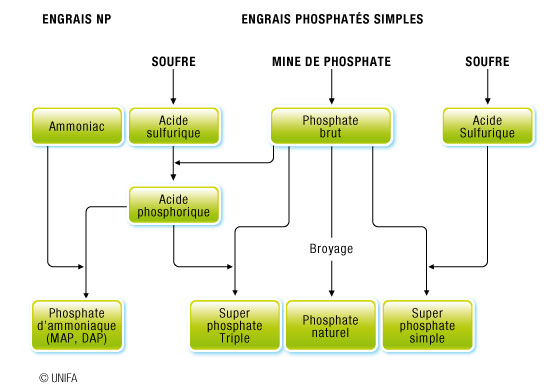 ENGRAIS NP
ENGRAIS PHOSPHATÉS SIMPLES
SOUFRE
MINE DE PHOSPHATE
SOUFRE
Ammoniac
Acide
sulfurique
Phosphate
brut
Acide
Sulfurique
Acide
phosphorique
Broyage
Phosphate
d'ammoniaque
(MAP, DAP)
Super
phosphate
Triple
Phosphate
naturel
Super
phosphate
simple
© UNIFA